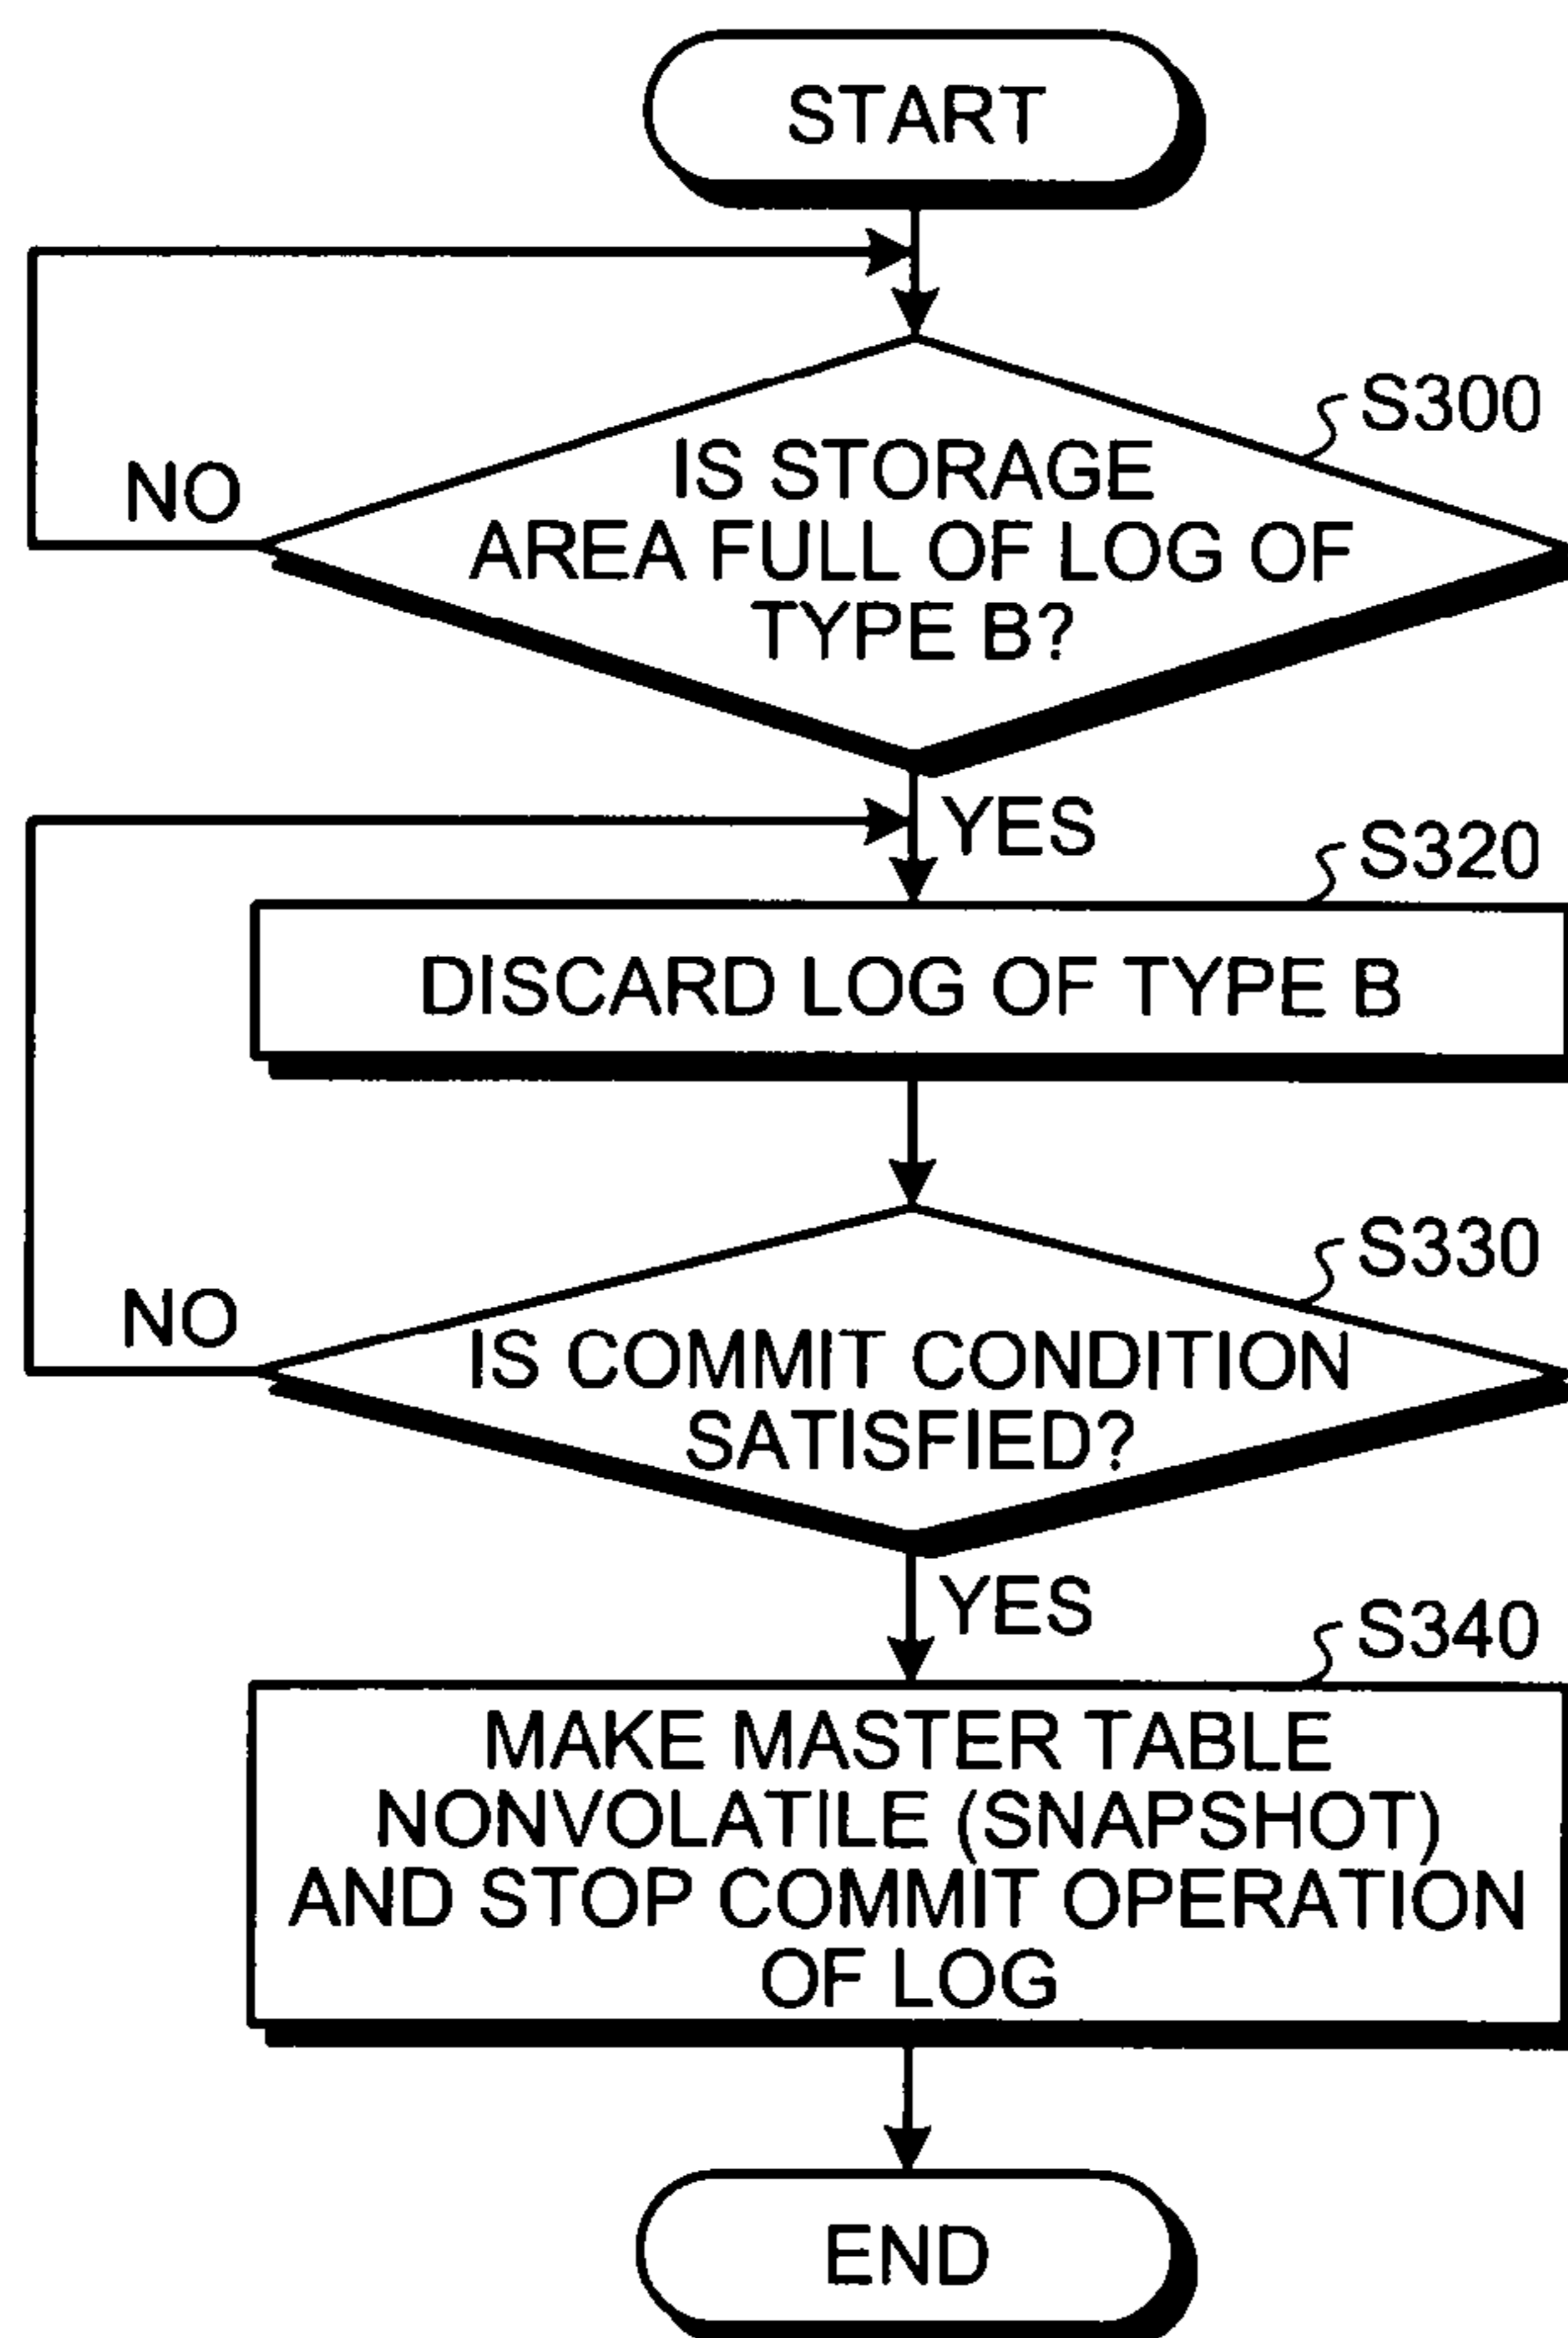 START
S300
IS STORAGE
AREA FULL OF LOG OF
TYPE B?
NO
YES
S320
DISCARD LOG OF TYPE B
S330
NO
IS COMMIT CONDITION
SATISFIED?
YES
S340
MAKE MASTER TABLE
NONVOLATILE (SNAPSHOT)
AND STOP COMMIT OPERATION
OF LOG
END